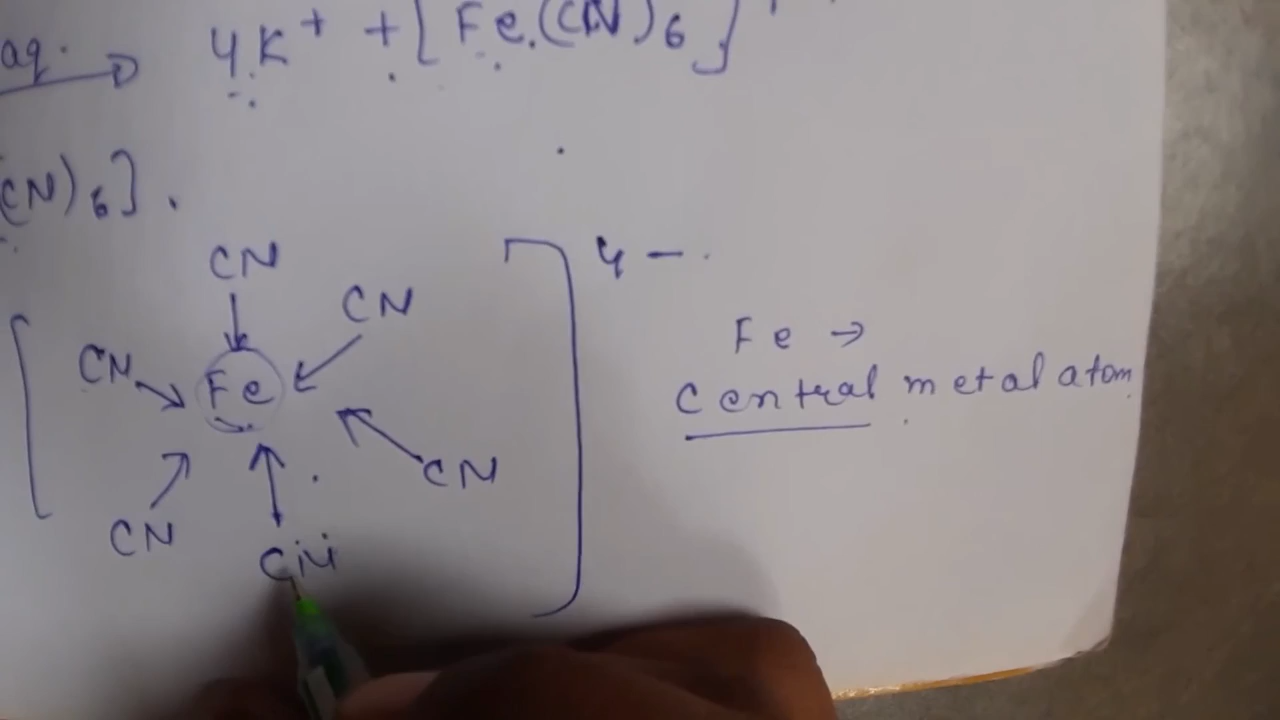 aq. → 4K⁺ + [Fe(CN)6]
CN)6].
CN
CN
CN
Fe
CN
CN
CN
4-
Fe →
central metal atom